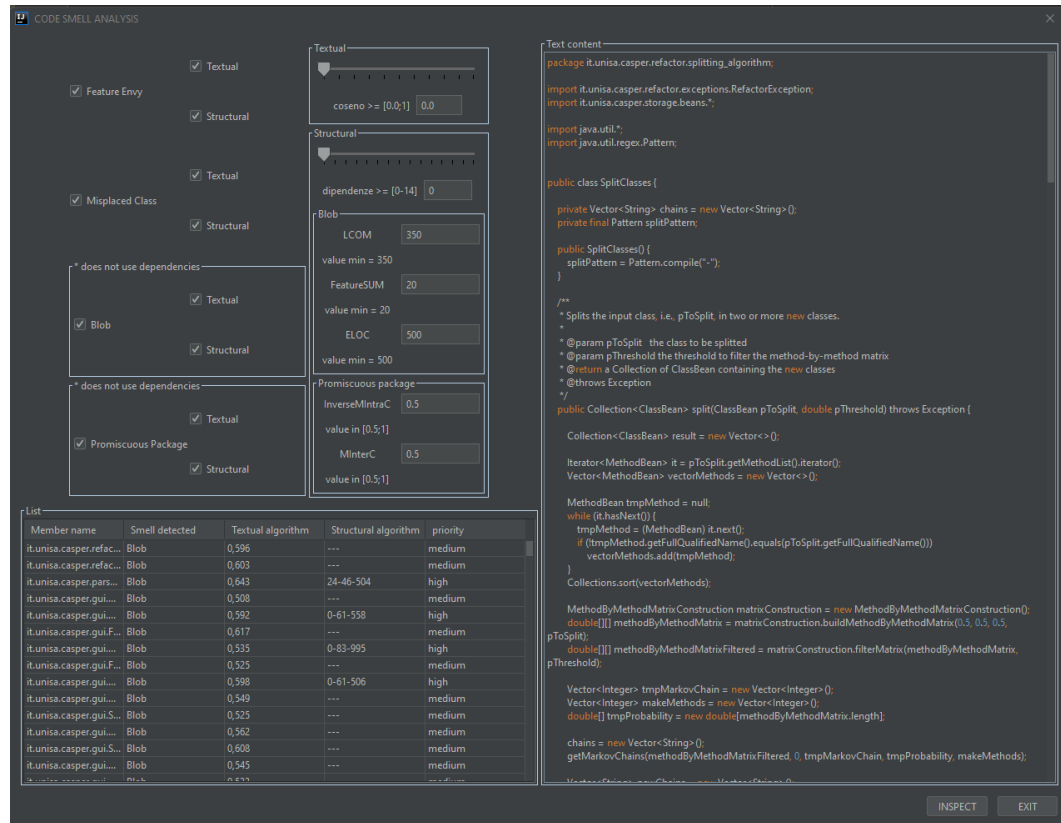 CODE SMELL ANALYSIS
Textual
Feature Envy
Structural
Textual
Misplaced Class
Structural
* does not use dependencies
Textual
Blob
Structural
* does not use dependencies
Textual
Promiscuous Package
Structural
Textual
coseno >= [0.0;1] 0.0
Structural
dipendenze >= [0-14] 0
Blob
LCOM 350
value min = 350
FeatureSUM 20
value min = 20
ELOC 500
value min = 500
Promiscuous package
InverseMIntraC 0.5
value in [0.5;1]
MInterC 0.5
value in [0.5;1]
List
Member name Smell detected Textual algorithm Structural algorithm priority
it.unisa.casper.refac... Blob 0,596 --- medium
it.unisa.casper.refac... Blob 0,603 --- medium
it.unisa.casper.pars... Blob 0,643 24-46-504 high
it.unisa.casper.gui.... Blob 0,508 --- medium
it.unisa.casper.gui.... Blob 0,592 0-61-558 high
it.unisa.casper.gui.F... Blob 0,617 --- medium
it.unisa.casper.gui.... Blob 0,535 0-83-995 high
it.unisa.casper.gui.F... Blob 0,525 --- medium
it.unisa.casper.gui.... Blob 0,598 0-61-506 high
it.unisa.casper.gui.... Blob 0,549 --- medium
it.unisa.casper.gui.S... Blob 0,525 --- medium
it.unisa.casper.gui.... Blob 0,562 --- medium
it.unisa.casper.gui.S... Blob 0,608 --- medium
it.unisa.casper.gui.... Blob 0,545 --- medium
Text content
package it.unisa.casper.refactor.splitting_algorithm;
import it.unisa.casper.refactor.exceptions.RefactorException;
import it.unisa.casper.storage.beans.*;
import java.util.*;
import java.util.regex.Pattern;
public class SplitClasses {
private Vector<String> chains = new Vector<String>();
private final Pattern splitPattern;
public SplitClasses() {
splitPattern = Pattern.compile("-");
}
/**
* Splits the input class, i.e., pToSplit, in two or more new classes.
*
* @param pToSplit the class to be splitted
* @param pThreshold the threshold to filter the method-by-method matrix
* @return a Collection of ClassBean containing the new classes
* @throws Exception
*/
public Collection<ClassBean> split(ClassBean pToSplit, double pThreshold) throws Exception {
Collection<ClassBean> result = new Vector<>();
Iterator<MethodBean> it = pToSplit.getMethodList().iterator();
Vector<MethodBean> vectorMethods = new Vector<>();
MethodBean tmpMethod = null;
while (it.hasNext()) {
tmpMethod = (MethodBean) it.next();
if (!tmpMethod.getFullQualifiedName().equals(pToSplit.getFullQualifiedName()))
vectorMethods.add(tmpMethod);
}
Collections.sort(vectorMethods);
MethodByMethodMatrixConstruction matrixConstruction = new MethodByMethodMatrixConstruction();
double[][] methodByMethodMatrix = matrixConstruction.buildMethodByMethodMatrix(0.5, 0.5, 0.5,
pToSplit);
double[][] methodByMethodMatrixFiltered = matrixConstruction.filterMatrix(methodByMethodMatrix,
pThreshold);
Vector<Integer> tmpMarkovChain = new Vector<Integer>();
Vector<Integer> makeMethods = new Vector<Integer>();
double[] tmpProbability = new double[methodByMethodMatrix.length];
chains = new Vector<String>();
getMarkovChains(methodByMethodMatrixFiltered, 0, tmpMarkovChain, tmpProbability, makeMethods);
INSPECT EXIT